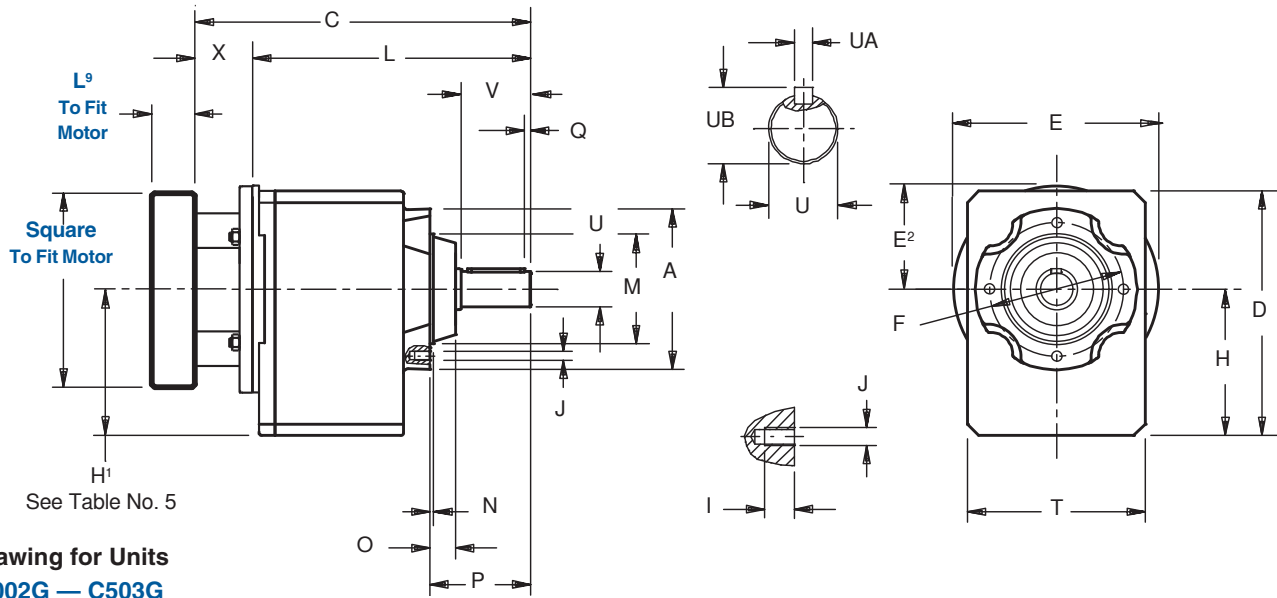 C
X
L
UA
L⁹
To Fit
Motor
V
Q
UB
E
U
U
Square
To Fit Motor
E²
M
A
F
D
H
J
J
H¹
See Table No. 5
N
I
T
O
P
awing for Units
002G — C503G